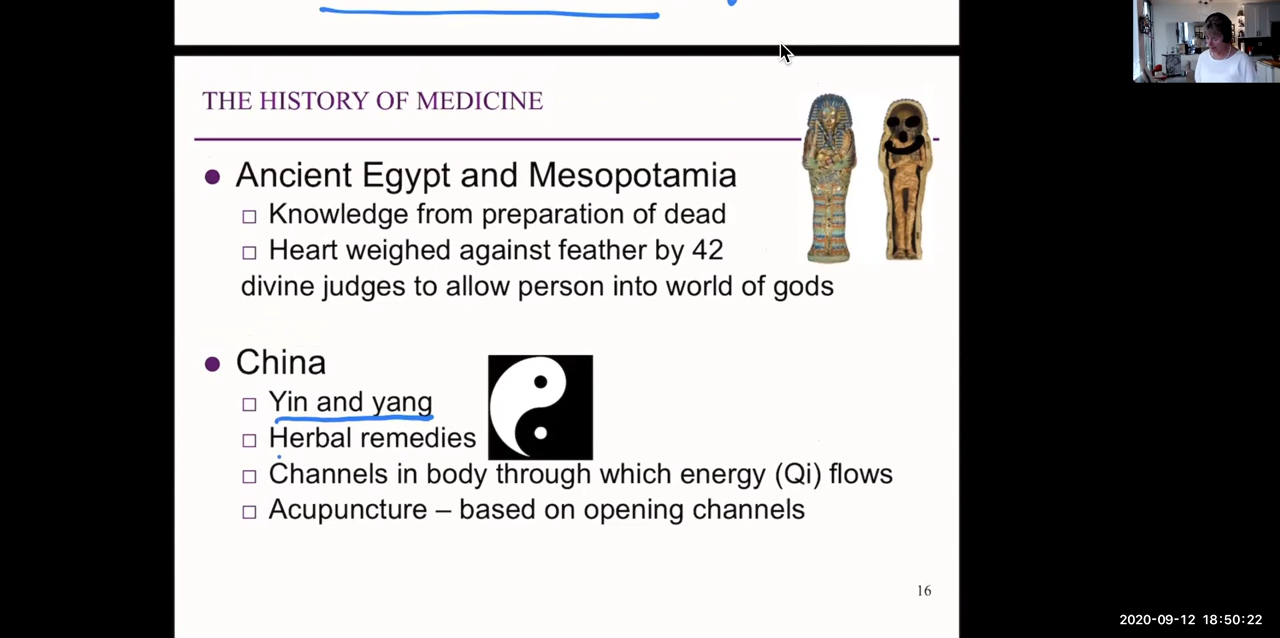 THE HISTORY OF MEDICINE
Ancient Egypt and Mesopotamia
Knowledge from preparation of dead
Heart weighed against feather by 42
divine judges to allow person into world of gods
China
Yin and yang
Herbal remedies
Channels in body through which energy (Qi) flows
Acupuncture – based on opening channels
16
2020-09-12 18:50:22